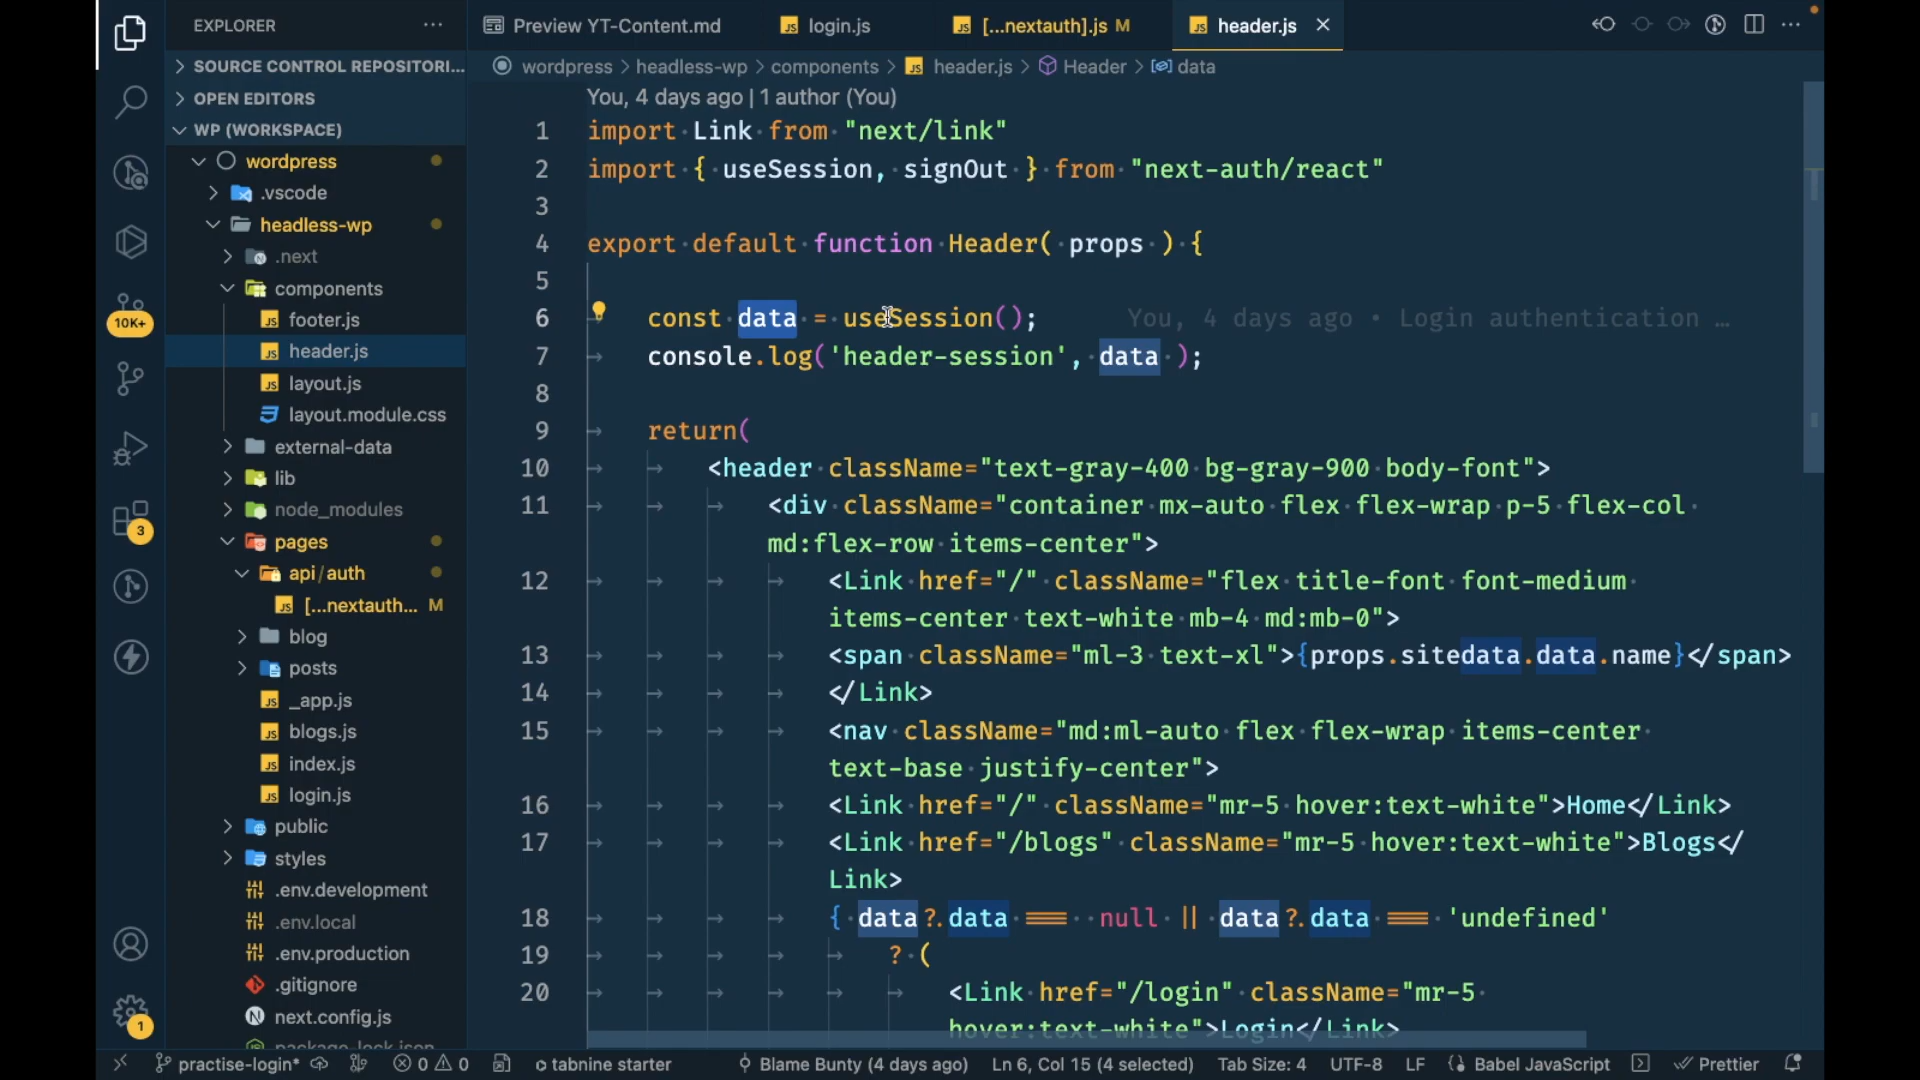 EXPLORER
SOURCE CONTROL REPOSITORI...
OPEN EDITORS
WP (WORKSPACE)
wordpress
.vscode
headless-wp
.next
components
footer.js
header.js
layout.js
layout.module.css
external-data
lib
node_modules
pages
api/auth
[...nextauth... M
blog
posts
_app.js
blogs.js
index.js
login.js
public
styles
.env.development
.env.local
.env.production
.gitignore
next.config.js
package-lock.json
10K+
3
1
Preview YT-Content.md
login.js
[...nextauth].js M
header.js
wordpress > headless-wp > components > header.js > Header > data
You, 4 days ago | 1 author (You)
1 import Link from "next/link"
2 import { useSession, signOut } from "next-auth/react"
3
4 export default function Header( props ) {
5
6 const data = useSession(); You, 4 days ago • Login authentication …
7 console.log('header-session', data );
8
9 return(
10 <header className="text-gray-400 bg-gray-900 body-font">
11 <div className="container mx-auto flex flex-wrap p-5 flex-col
md:flex-row items-center">
12 <Link href="/" className="flex title-font font-medium
items-center text-white mb-4 md:mb-0">
13 <span className="ml-3 text-xl">{props.sitedata.data.name}</span>
14 </Link>
15 <nav className="md:ml-auto flex flex-wrap items-center
text-base justify-center">
16 <Link href="/" className="mr-5 hover:text-white">Home</Link>
17 <Link href="/blogs" className="mr-5 hover:text-white">Blogs</
Link>
18 { data?.data === null || data?.data === 'undefined'
19 ? (
20 <Link href="/login" className="mr-5
hover:text-white">Login</Link>
practise-login* 0 0 tabnine starter Blame Bunty (4 days ago) Ln 6, Col 15 (4 selected) Tab Size: 4 UTF-8 LF Babel JavaScript Prettier